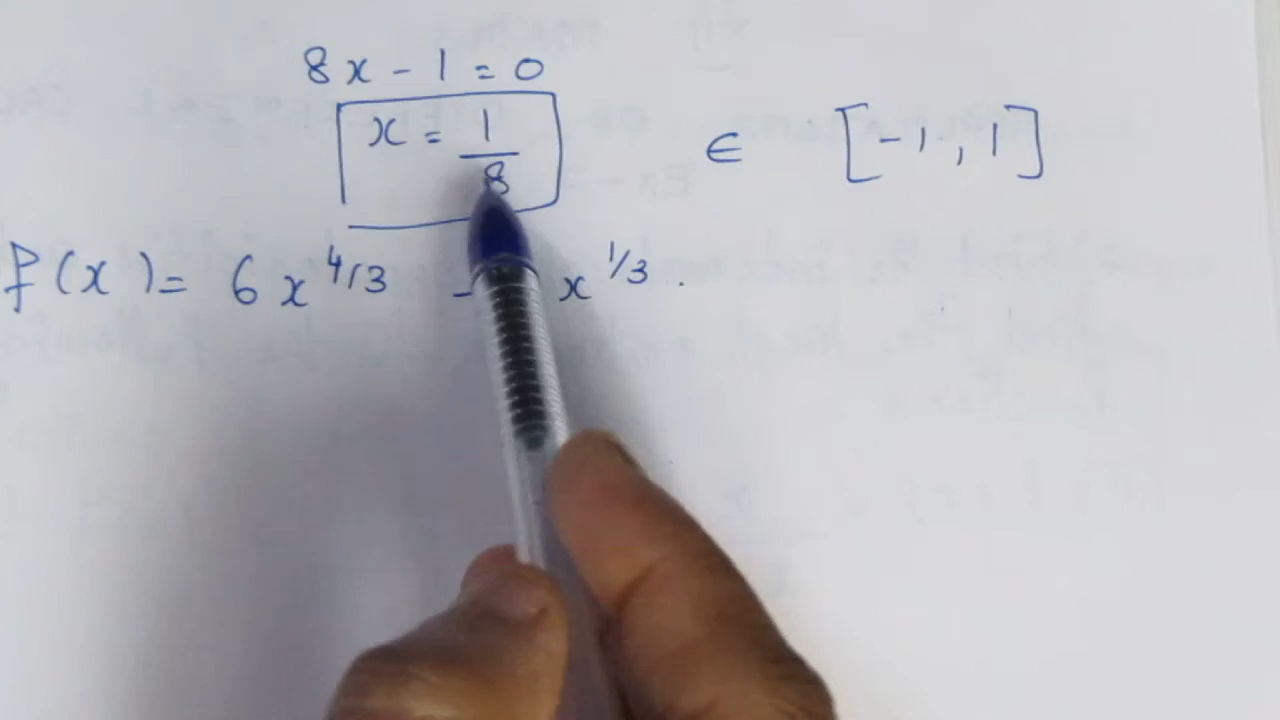 8x - 1 = 0
x = 1/8 ∈ [-1, 1]
f(x) = 6x^4/3 - x^1/3.